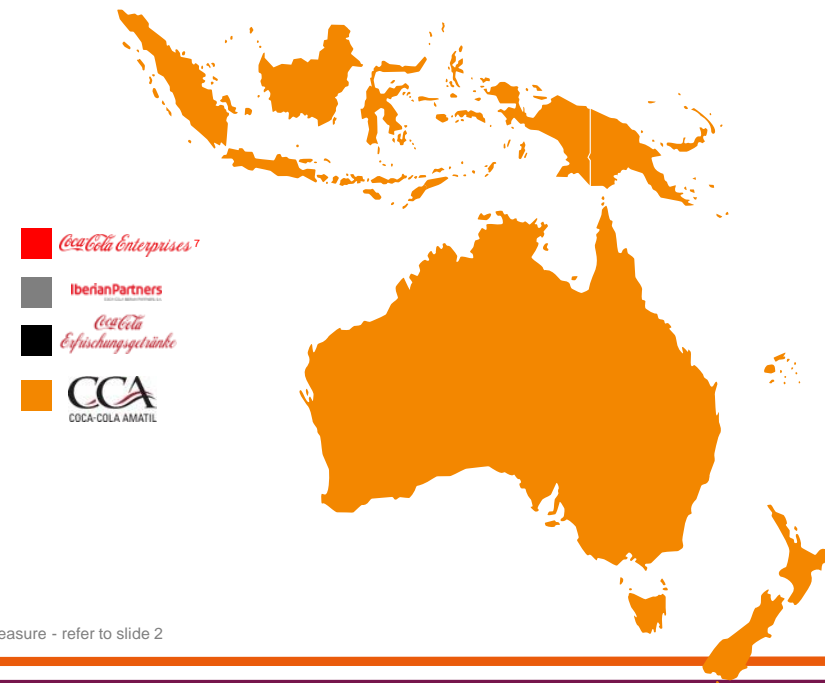 Coca-Cola Enterprises 7
IberianPartners
Coca-Cola
Erfrischungsgetränke
CCA
COCA-COLA AMATIL
easure - refer to slide 2